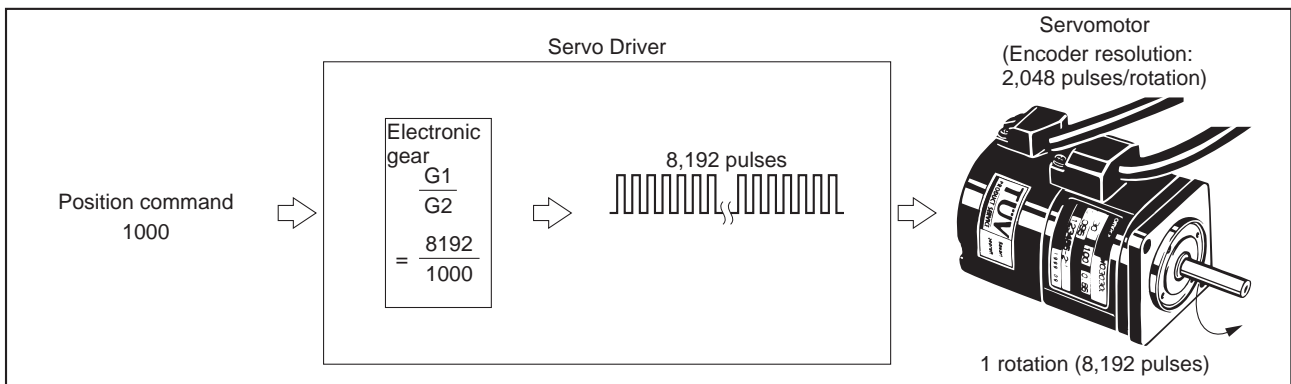 Servomotor
(Encoder resolution:
2,048 pulses/rotation)
Servo Driver
Electronic
gear
G1
G2
= 8192
1000
8,192 pulses
Position command
1000
TÜV
1 rotation (8,192 pulses)